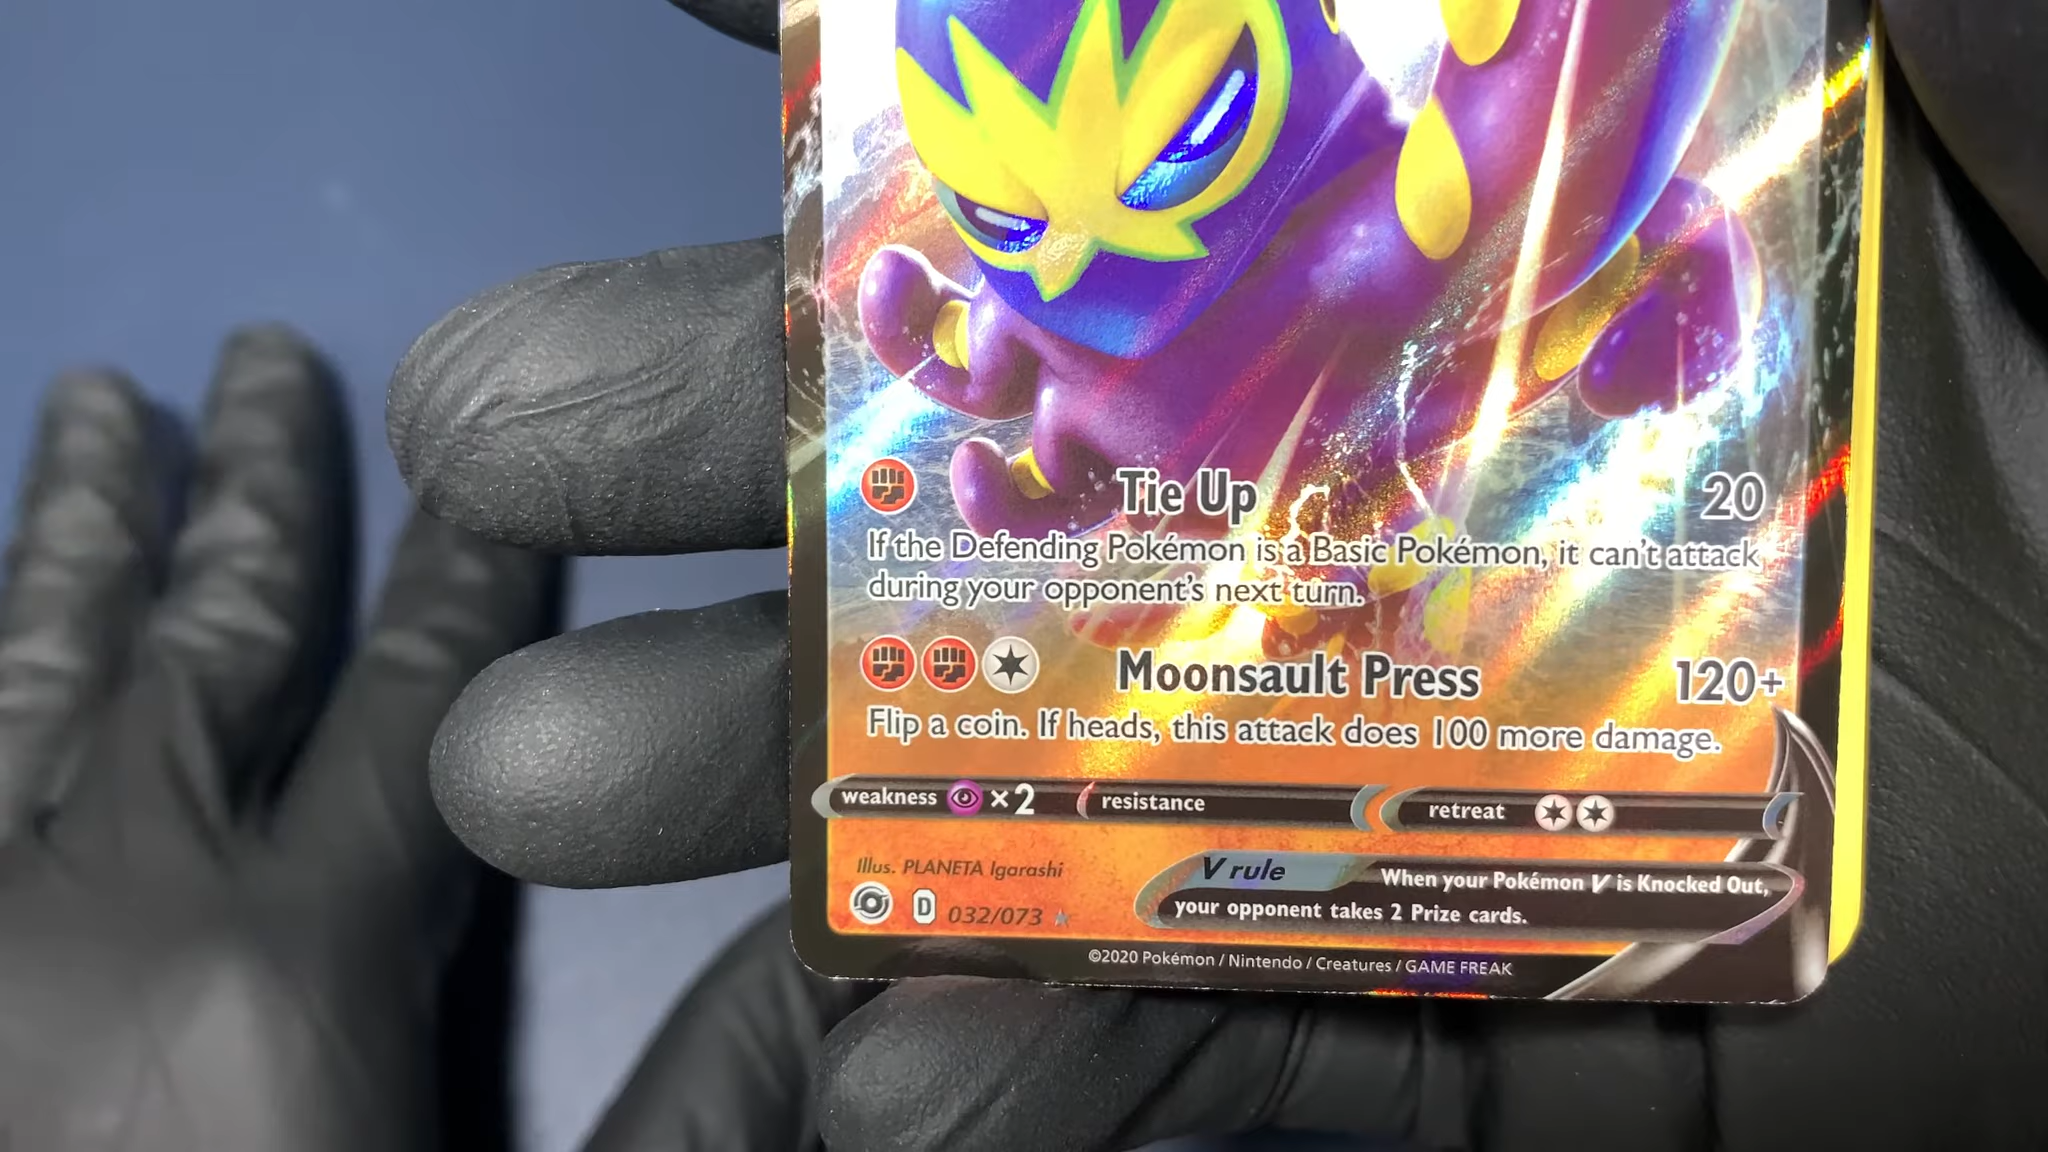 Tie Up 20
If the Defending Pokémon is a Basic Pokémon, it can't attack
during your opponent's next turn.
Moonsault Press 120+
Flip a coin. If heads, this attack does 100 more damage.
weakness ×2 resistance retreat
Illus. PLANETA Igarashi
V rule When your Pokémon V is Knocked Out,
your opponent takes 2 Prize cards.
D 032/073
©2020 Pokémon / Nintendo / Creatures / GAME FREAK